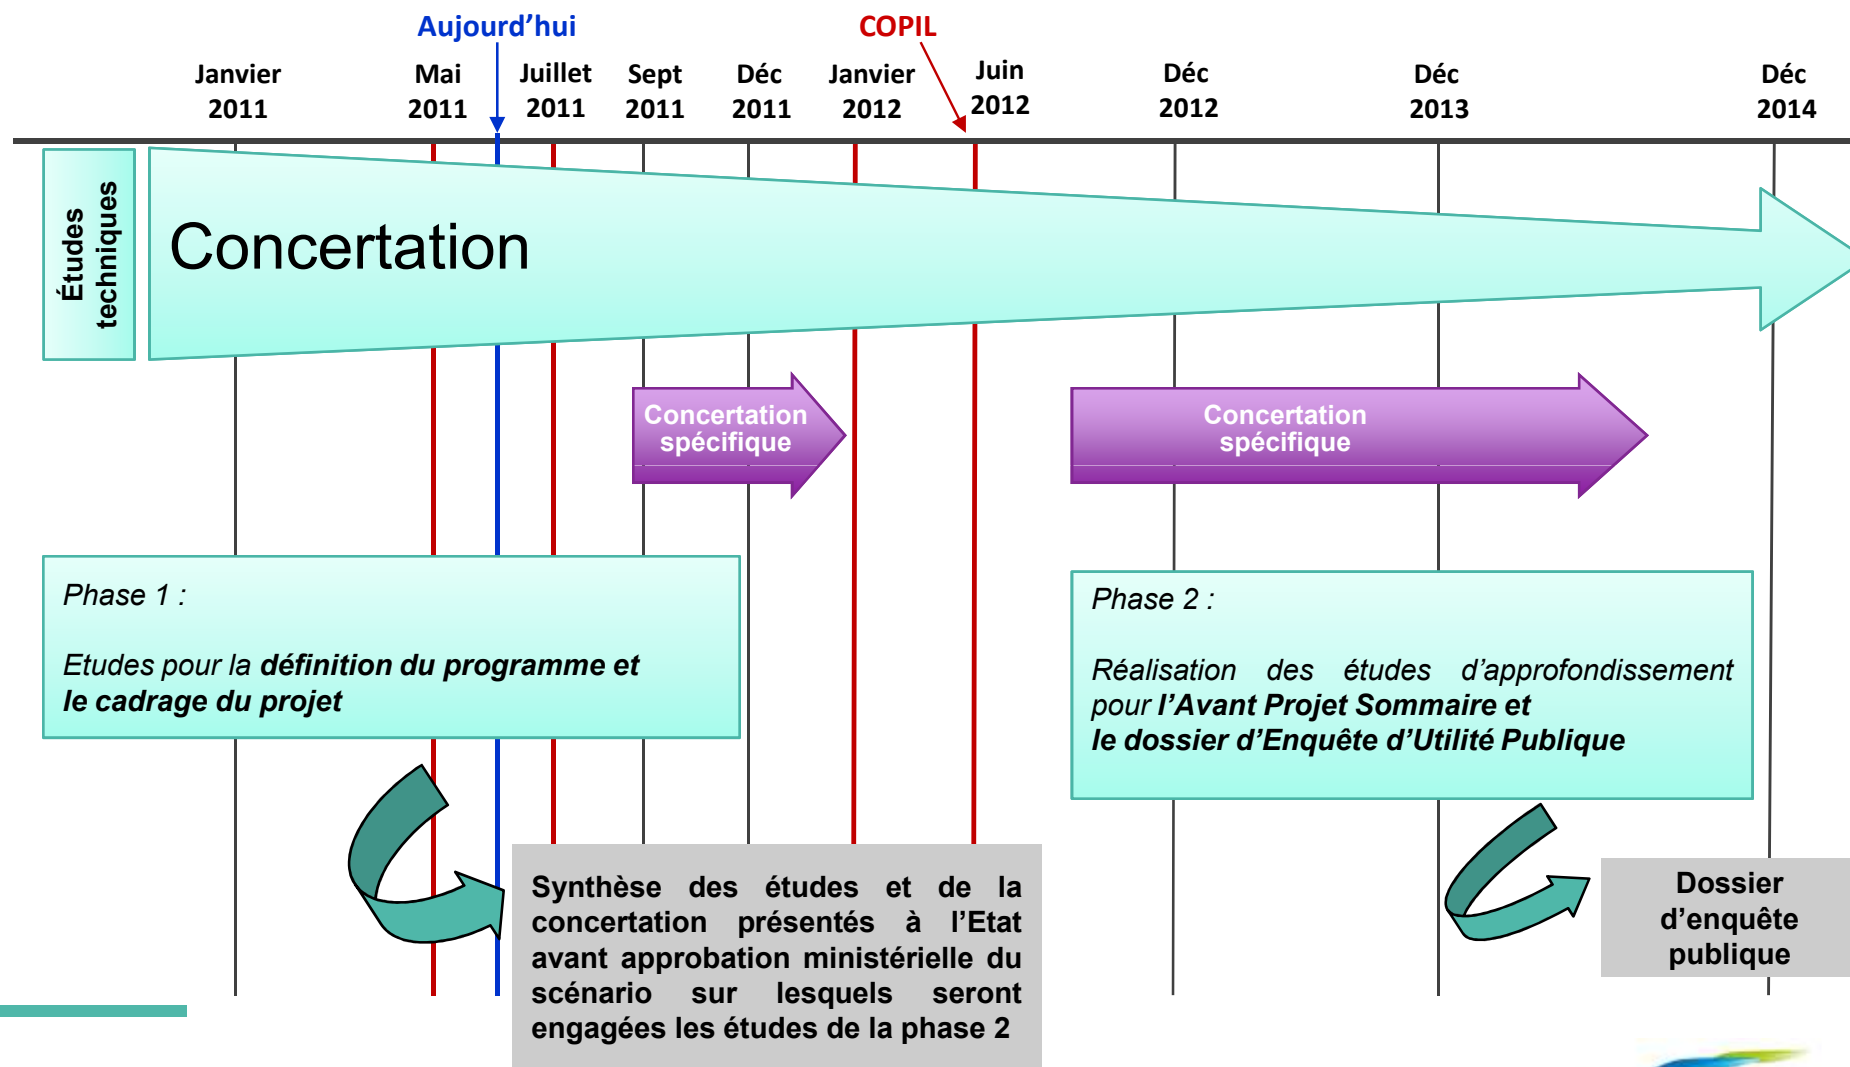 Aujourd’hui
COPIL
Janvier
2011
Mai
2011
Juillet
2011
Sept
2011
Déc
2011
Janvier
2012
Juin
2012
Déc
2012
Déc
2013
Déc
2014
Études
techniques
Concertation
Concertation
spécifique
Concertation
spécifique
Phase 1 :
Etudes pour la définition du programme et
le cadrage du projet
Phase 2 :
Réalisation des études d’approfondissement
pour l’Avant Projet Sommaire et
le dossier d’Enquête d’Utilité Publique
Synthèse des études et de la
concertation présentés à l’Etat
avant approbation ministérielle du
scénario sur lesquels seront
engagées les études de la phase 2
Dossier
d’enquête
publique